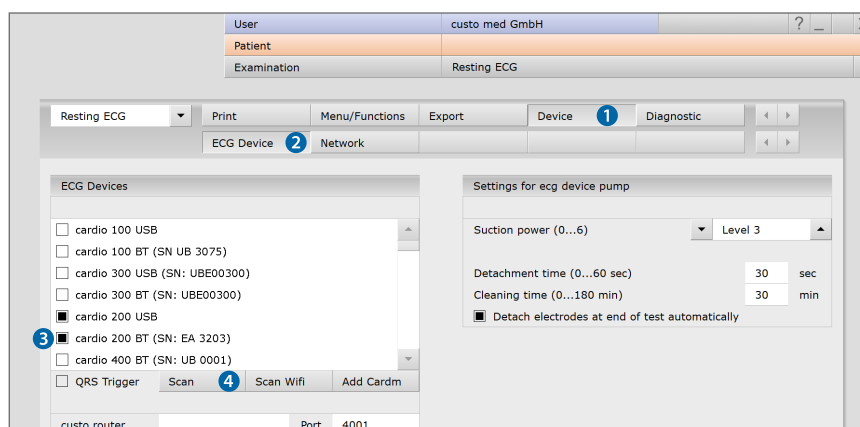 User custo med GmbH ? _
Patient
Examination Resting ECG
Resting ECG Print Menu/Functions Export Device 1 Diagnostic
ECG Device 2 Network
ECG Devices
cardio 100 USB
cardio 100 BT (SN UB 3075)
cardio 300 USB (SN: UBE00300)
cardio 300 BT (SN: UBE00300)
cardio 200 USB
3 cardio 200 BT (SN: EA 3203)
cardio 400 BT (SN: UB 0001)
QRS Trigger Scan 4 Scan Wifi Add Cardm
custo router Port 4001
Settings for ecg device pump
Suction power (0...6) Level 3
Detachment time (0...60 sec) 30 sec
Cleaning time (0...180 min) 30 min
Detach electrodes at end of test automatically